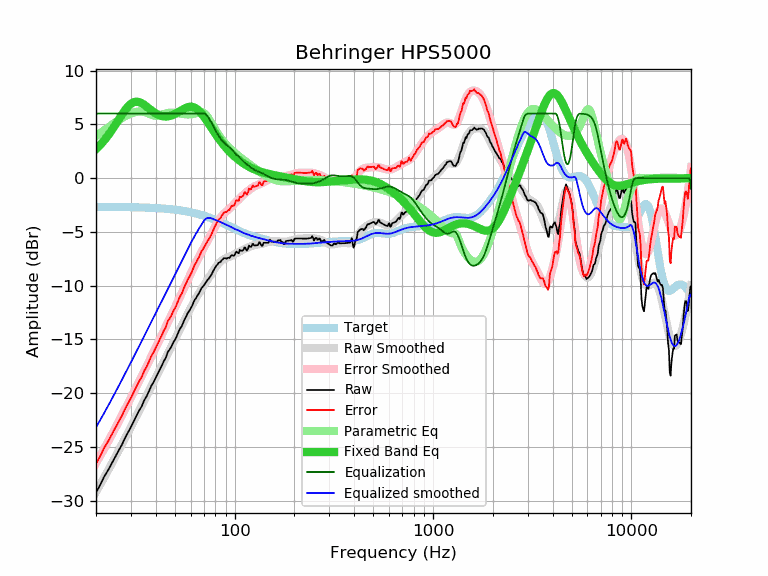 Behringer HPS5000
10
5
0
−5
−10
−15
−20
−25
−30
Amplitude (dBr)
Target
Raw Smoothed
Error Smoothed
Raw
Error
Parametric Eq
Fixed Band Eq
Equalization
Equalized smoothed
100
1000
10000
Frequency (Hz)